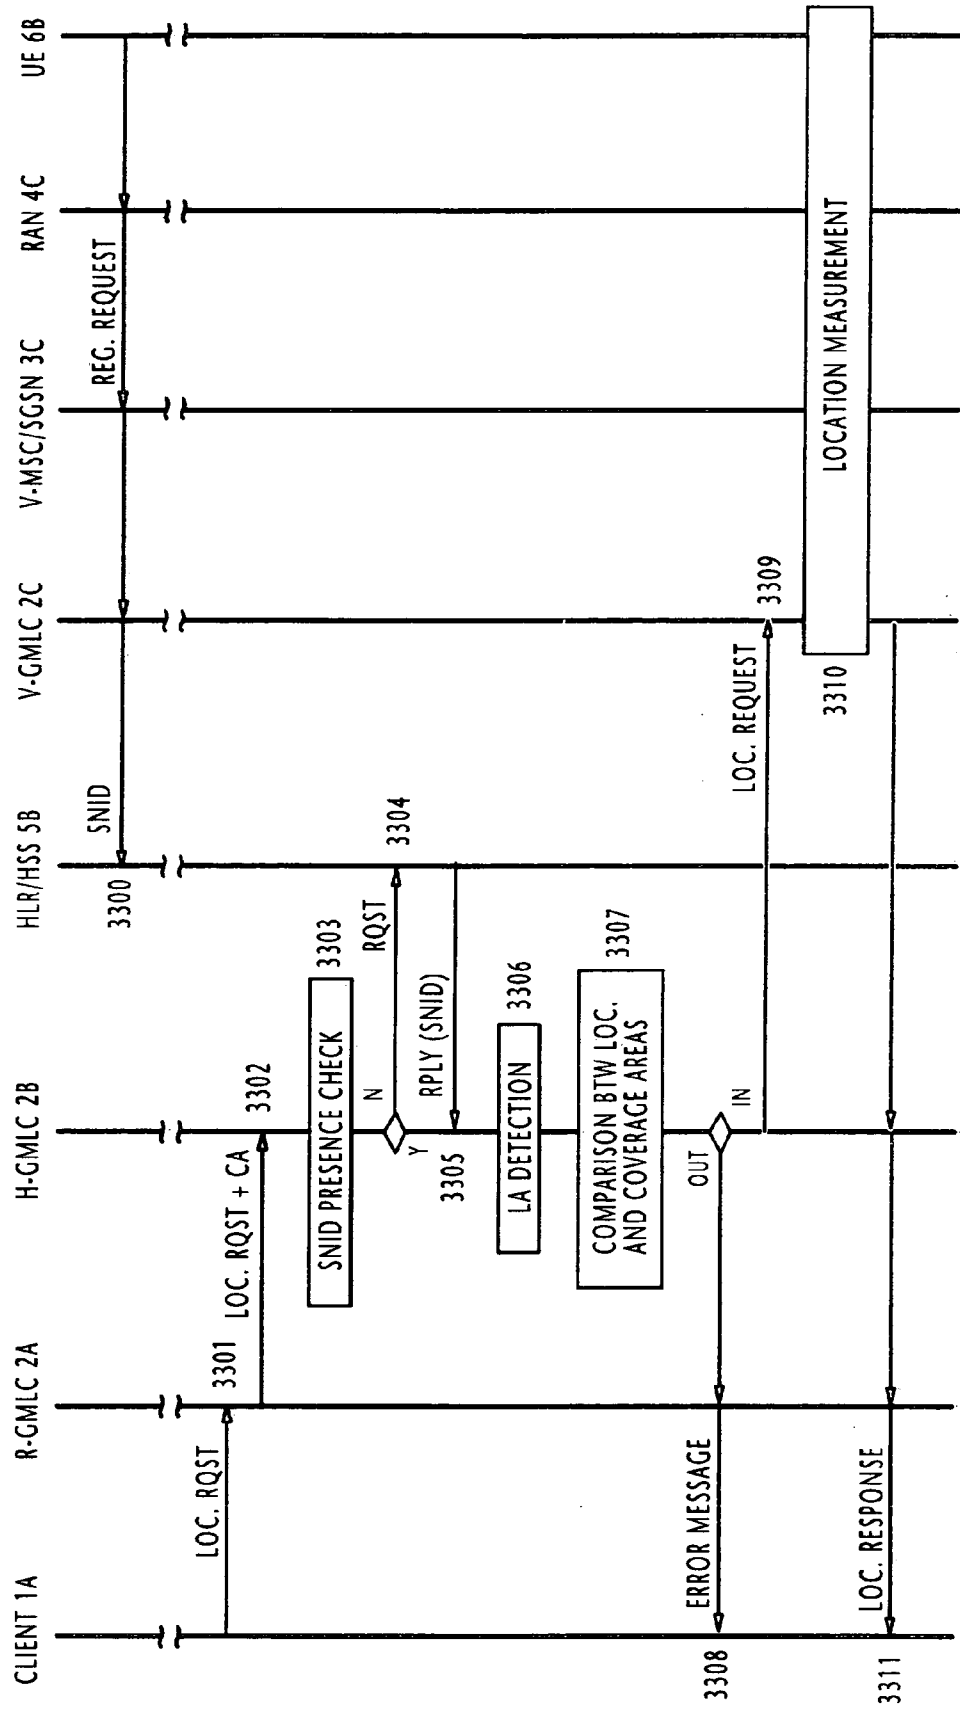 CLIENT 1A
R-GMLC 2A
H-GMLC 2B
HLR/HSS 5B
V-GMLC 2C
V-MSC/SGSN 3C
RAN 4C
UE 6B
3300
SNID
REG. REQUEST
LOC. RQST
3301
LOC. RQST + CA
3302
SNID PRESENCE CHECK
3303
N
RQST
3304
Y
3305
RPLY (SNID)
LA DETECTION
3306
COMPARISON BTW LOC.
AND COVERAGE AREAS
3307
OUT
IN
3308
ERROR MESSAGE
LOC. REQUEST
3309
3310
LOCATION MEASUREMENT
3311
LOC. RESPONSE